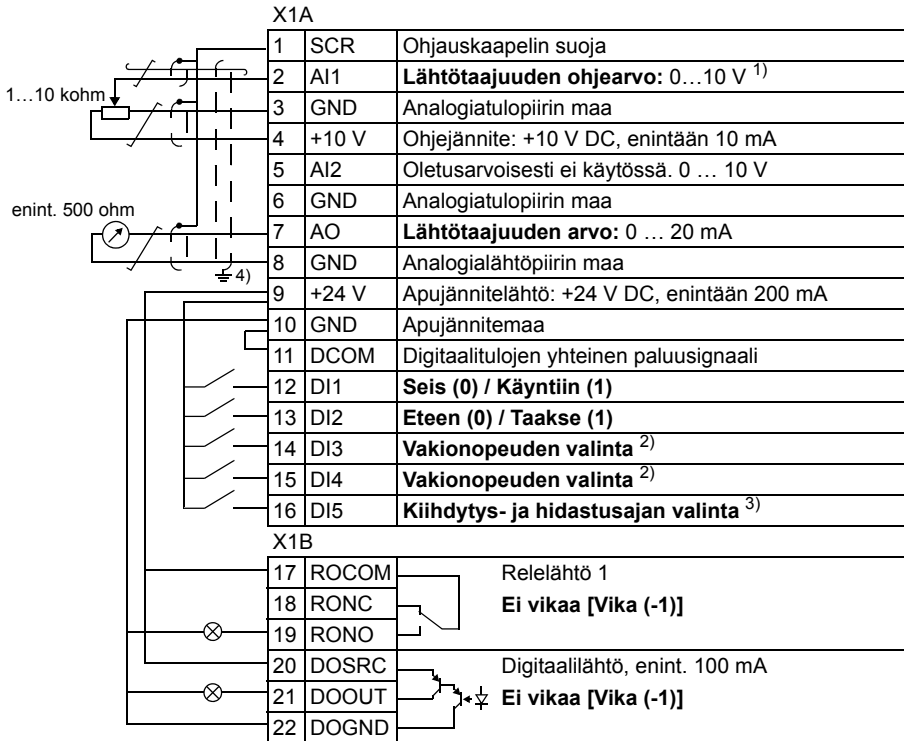 X1A
1 SCR Ohjauskaapelin suoja
2 AI1 Lähtötaajuuden ohjearvo: 0…10 V 1)
1…10 kohm
3 GND Analogiatulopiirin maa
4 +10 V Ohjejännite: +10 V DC, enintään 10 mA
5 AI2 Oletusarvoisesti ei käytössä. 0 … 10 V
6 GND Analogiatulopiirin maa
enint. 500 ohm
7 AO Lähtötaajuuden arvo: 0 … 20 mA
8 GND Analogialähtöpiirin maa
4)
9 +24 V Apujännitelähtö: +24 V DC, enintään 200 mA
10 GND Apujännitemaa
11 DCOM Digitaalitulojen yhteinen paluusignaali
12 DI1 Seis (0) / Käyntiin (1)
13 DI2 Eteen (0) / Taakse (1)
14 DI3 Vakionopeuden valinta 2)
15 DI4 Vakionopeuden valinta 2)
16 DI5 Kiihdytys- ja hidastusajan valinta 3)
X1B
17 ROCOM Relelähtö 1
18 RONC Ei vikaa [Vika (-1)]
19 RONO
20 DOSRC Digitaalilähtö, enint. 100 mA
21 DOOUT Ei vikaa [Vika (-1)]
22 DOGND